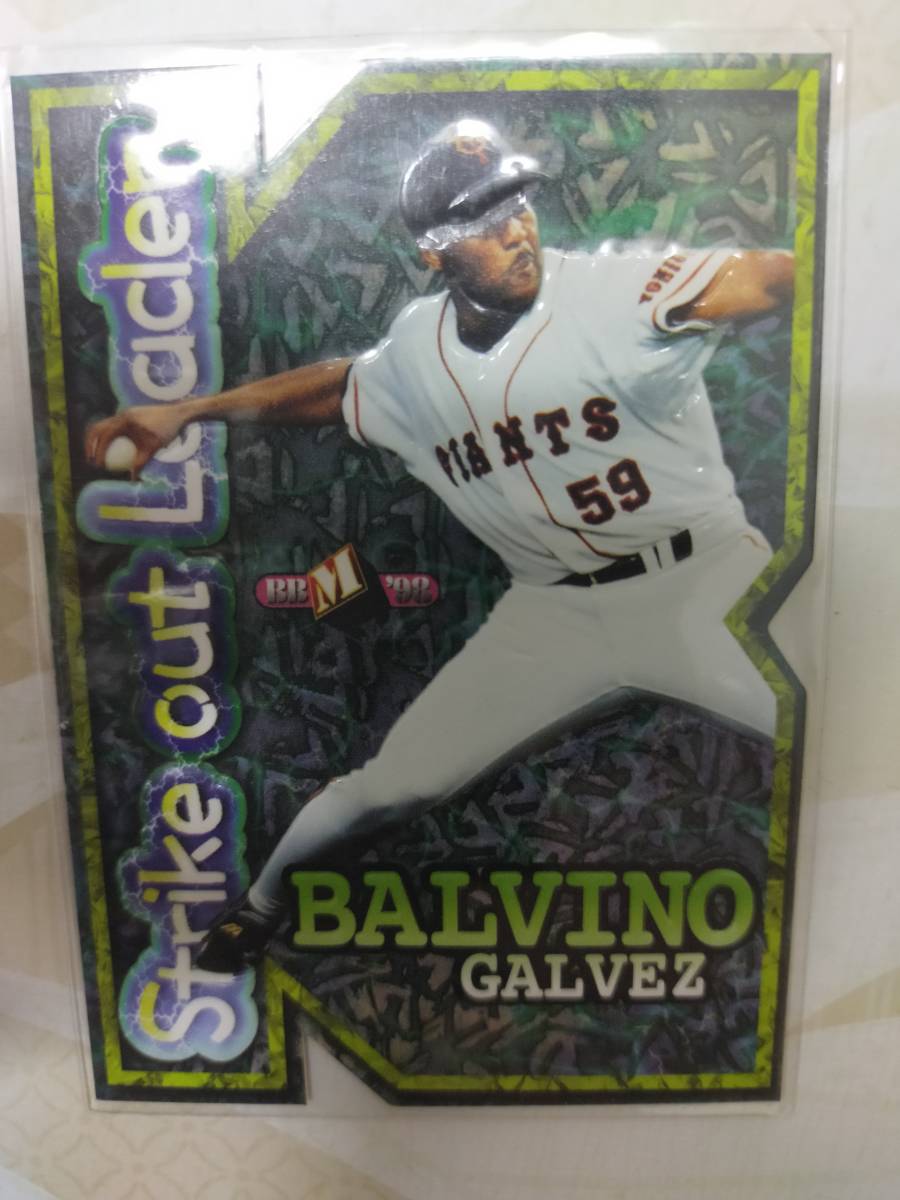 Strike out Leader
GIANTS
59
BBM '98
BALVINO
GALVEZ